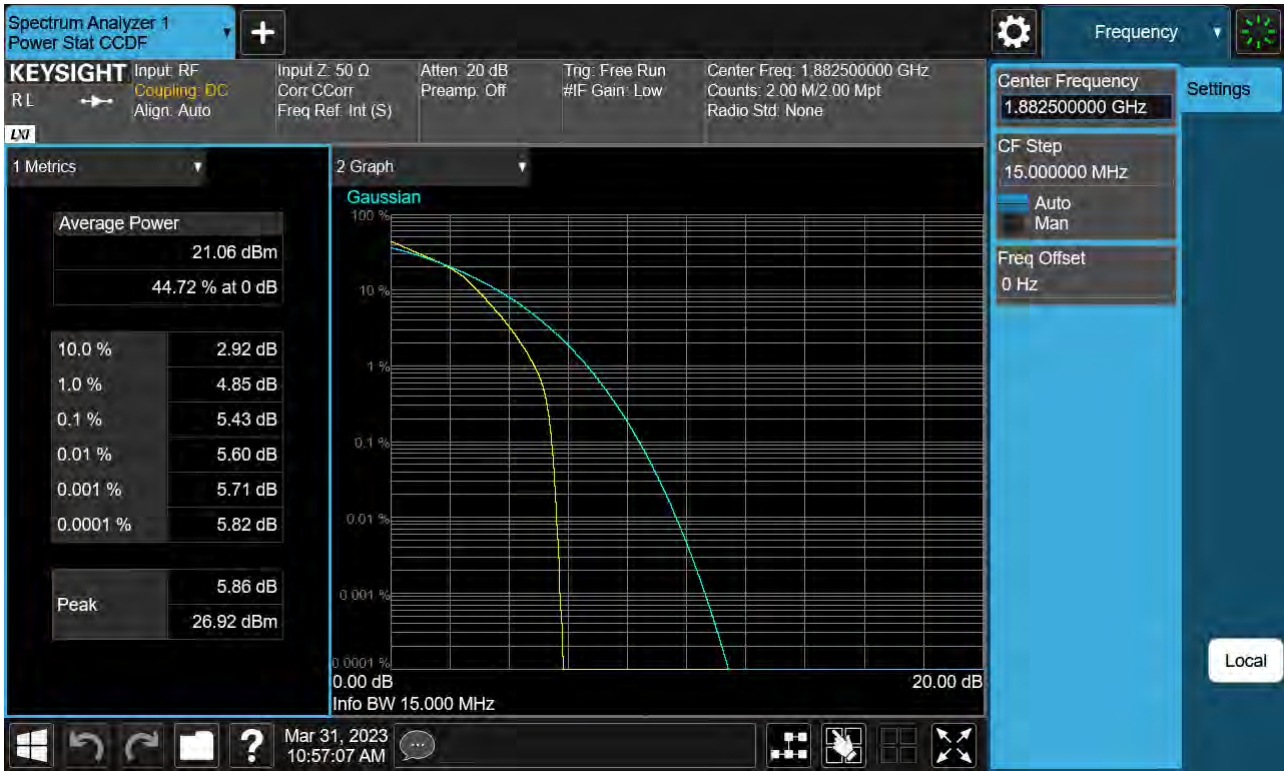 Spectrum Analyzer 1
Power Stat CCDF
+
Frequency
KEYSIGHT
RL
LXI
Input: RF
Coupling: DC
Align: Auto
Input Z: 50 Ω
Corr CCorr
Freq Ref: Int (S)
Atten: 20 dB
Preamp: Off
Trig: Free Run
#IF Gain: Low
Center Freq: 1.882500000 GHz
Counts: 2.00 M/2.00 Mpt
Radio Std: None
Center Frequency
1.882500000 GHz
Settings
CF Step
15.000000 MHz
Auto
Man
Freq Offset
0 Hz
Local
1 Metrics
Average Power
21.06 dBm
44.72 % at 0 dB
10.0 % 2.92 dB
1.0 % 4.85 dB
0.1 % 5.43 dB
0.01 % 5.60 dB
0.001 % 5.71 dB
0.0001 % 5.82 dB
Peak
5.86 dB
26.92 dBm
2 Graph
Gaussian
100 %
10 %
1 %
0.1 %
0.01 %
0.001 %
0.0001 %
0.00 dB 20.00 dB
Info BW 15.000 MHz
?
Mar 31, 2023
10:57:07 AM